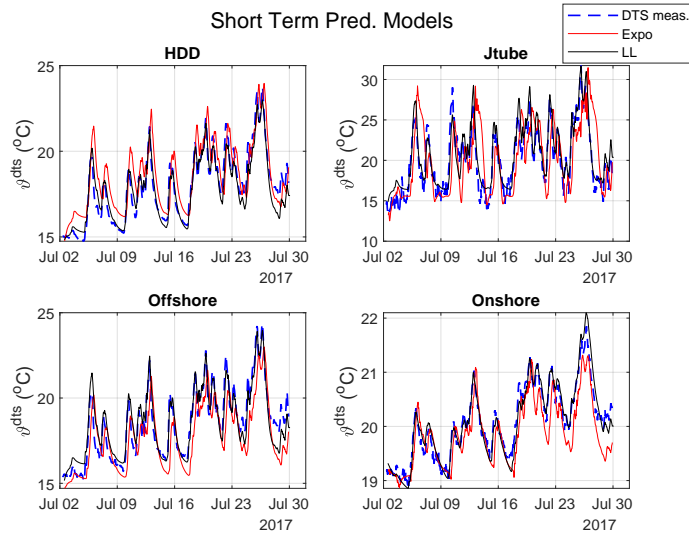 Short Term Pred. Models
DTS meas.
Expo
LL
HDD
25
20
15
ϑdts (oC)
Jul 02 Jul 09 Jul 16 Jul 23 Jul 30
2017
Jtube
30
25
20
15
10
ϑdts (oC)
Jul 02 Jul 09 Jul 16 Jul 23 Jul 30
2017
Offshore
25
20
15
ϑdts (oC)
Jul 02 Jul 09 Jul 16 Jul 23 Jul 30
2017
Onshore
22
21
20
19
ϑdts (oC)
Jul 02 Jul 09 Jul 16 Jul 23 Jul 30
2017